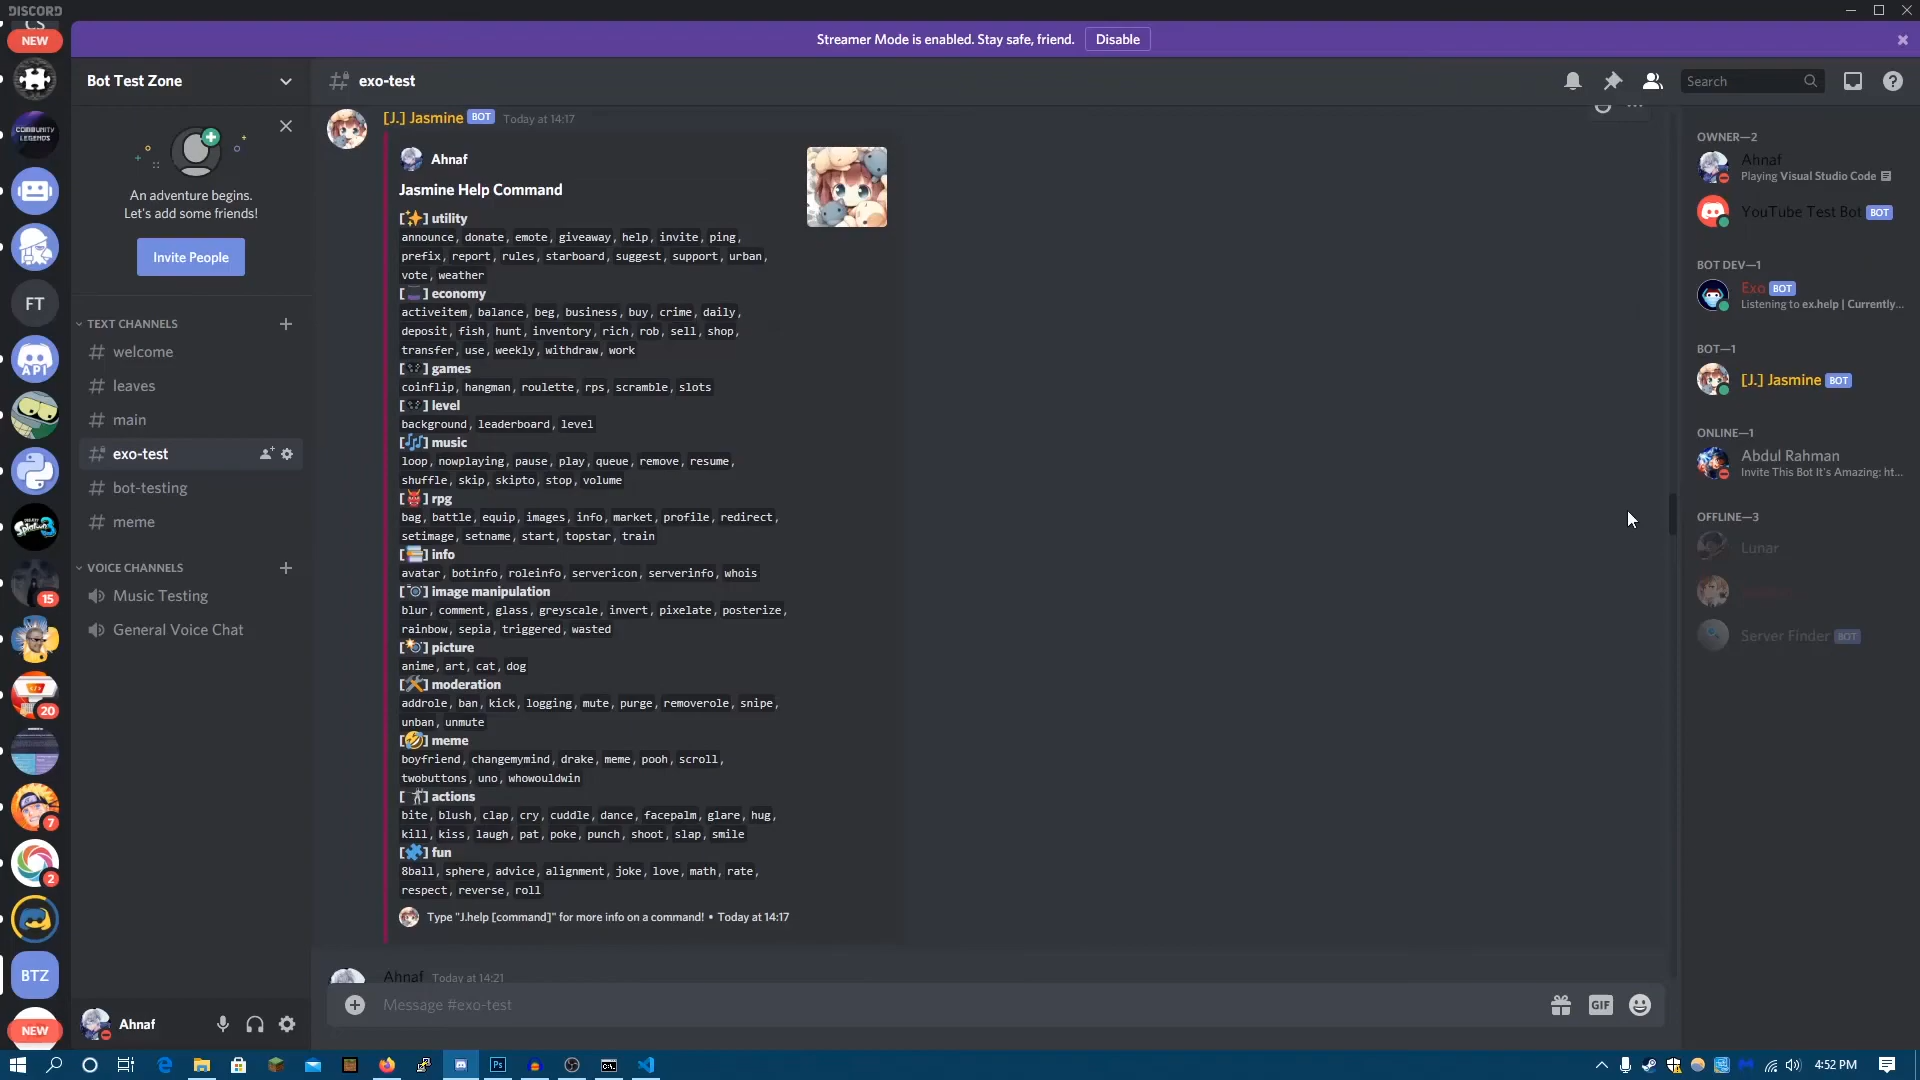 DISCORD
NEW
Streamer Mode is enabled. Stay safe, friend.
Disable
Bot Test Zone
exo-test
Search
COMMUNITY
LEGENDS
An adventure begins.
Let's add some friends!
Invite People
FT
API
15
20
7
2
BTZ
NEW
TEXT CHANNELS
welcome
leaves
main
exo-test
bot-testing
meme
VOICE CHANNELS
Music Testing
General Voice Chat
Ahnaf
[J.] Jasmine BOT Today at 14:17
Ahnaf
Jasmine Help Command
[✨] utility
announce, donate, emote, giveaway, help, invite, ping,
prefix, report, rules, starboard, suggest, support, urban,
vote, weather
[ ] economy
activeitem, balance, beg, business, buy, crime, daily,
deposit, fish, hunt, inventory, rich, rob, sell, shop,
transfer, use, weekly, withdraw, work
[ ] games
coinflip, hangman, roulette, rps, scramble, slots
[ ] level
background, leaderboard, level
[🎶] music
loop, nowplaying, pause, play, queue, remove, resume,
shuffle, skip, skipto, stop, volume
[👹] rpg
bag, battle, equip, images, info, market, profile, redirect,
setimage, setname, start, topstar, train
[📚] info
avatar, botinfo, roleinfo, servericon, serverinfo, whois
[📷] image manipulation
blur, comment, glass, greyscale, invert, pixelate, posterize,
rainbow, sepia, triggered, wasted
[📸] picture
anime, art, cat, dog
[🛠] moderation
addrole, ban, kick, logging, mute, purge, removerole, snipe,
unban, unmute
[🤣] meme
boyfriend, changemymind, drake, meme, pooh, scroll,
twobuttons, uno, whowouldwin
[ ] actions
bite, blush, clap, cry, cuddle, dance, facepalm, glare, hug,
kill, kiss, laugh, pat, poke, punch, shoot, slap, smile
[🧩] fun
8ball, sphere, advice, alignment, joke, love, math, rate,
respect, reverse, roll
Type "J.help [command]" for more info on a command! • Today at 14:17
Ahnaf Today at 14:21
Message #exo-test
GIF
OWNER—2
Ahnaf
Playing Visual Studio Code
YouTube Test Bot BOT
BOT DEV—1
Exo BOT
Listening to ex.help | Currently...
BOT—1
[J.] Jasmine BOT
ONLINE—1
Abdul Rahman
Invite This Bot It's Amazing: ht...
OFFLINE—3
Lunar
Server Finder BOT
Ps
4:52 PM